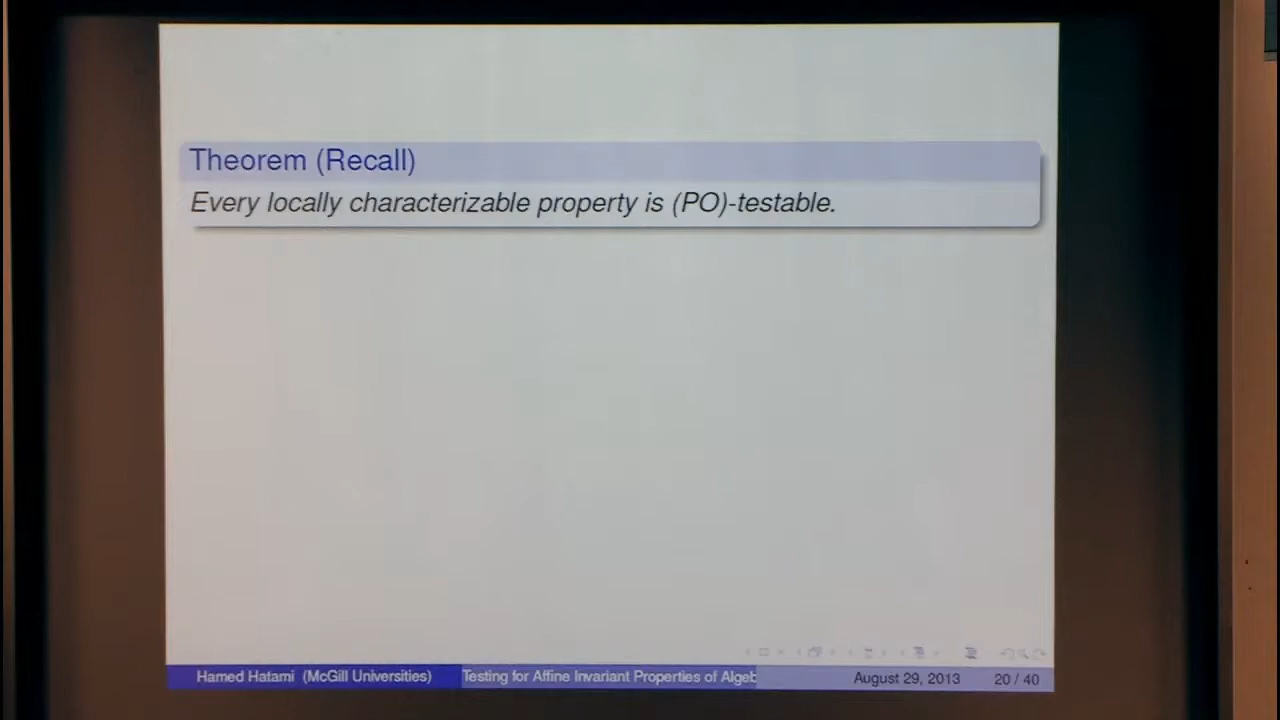 Theorem (Recall)
Every locally characterizable property is (PO)-testable.
Hamed Hatami (McGill Universities)
Testing for Affine Invariant Properties of Algeb
August 29, 2013
20 / 40